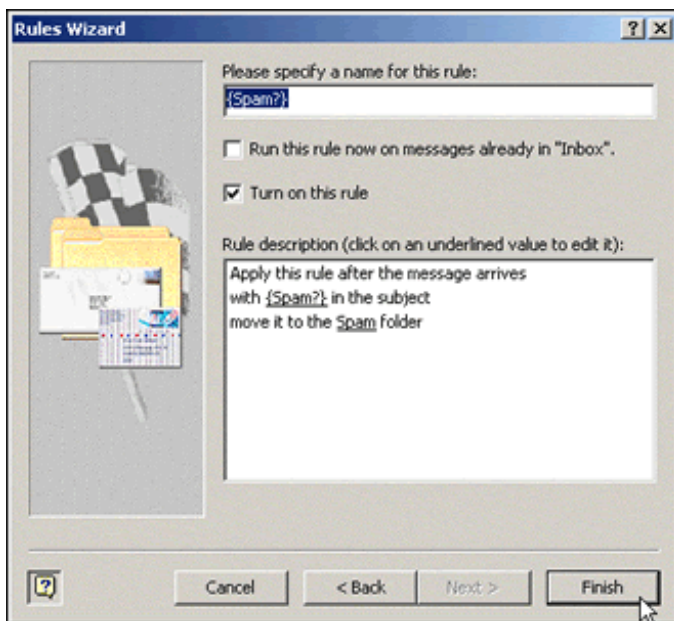 Rules Wizard
Please specify a name for this rule:
{Spam?}
Run this rule now on messages already in "Inbox".
Turn on this rule
Rule description (click on an underlined value to edit it):
Apply this rule after the message arrives
with {Spam?} in the subject
move it to the Spam folder
Cancel
< Back
Next >
Finish